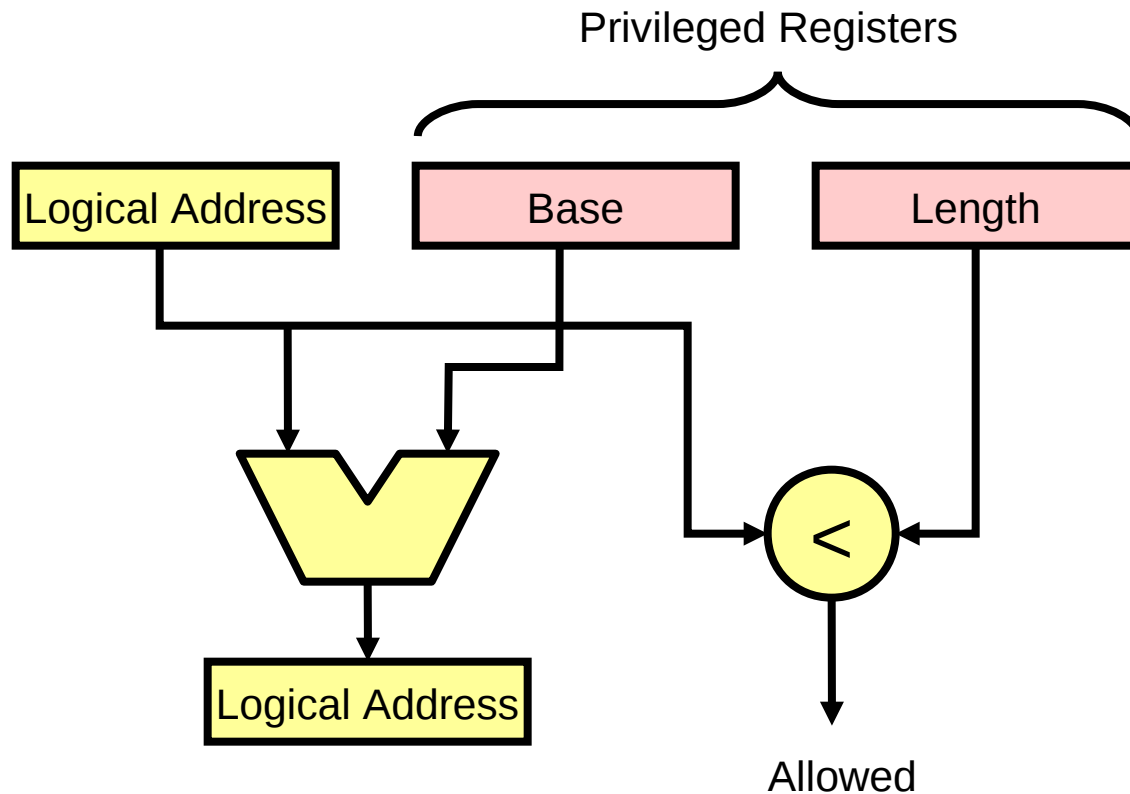 Privileged Registers
Logical Address
Base
Length
<
Logical Address
Allowed